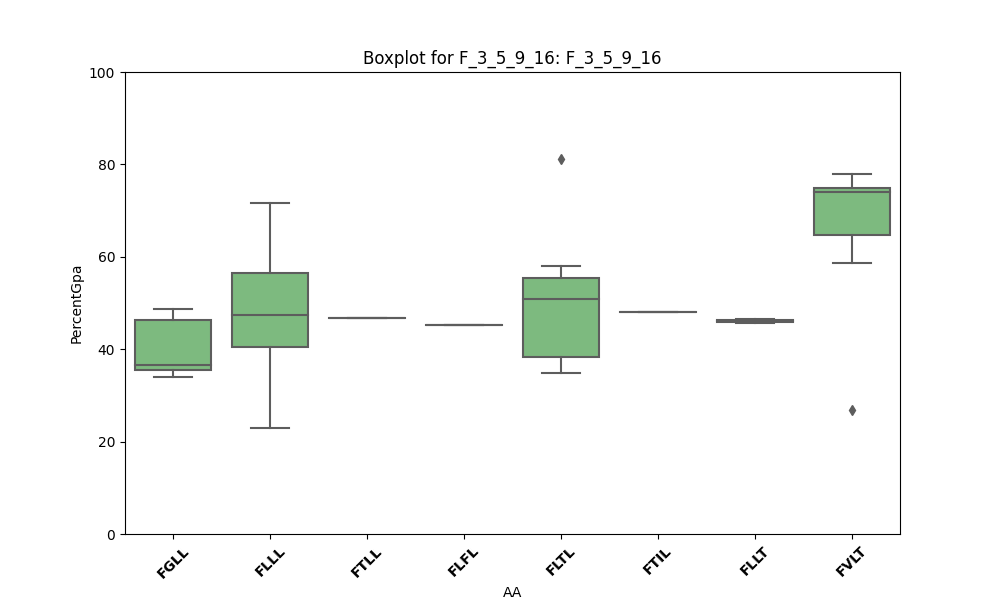 Boxplot for F_3_5_9_16: F_3_5_9_16
100
80
60
40
20
0
PercentGpa
FGLL
FLLL
FTLL
FLFL
FLTL
FTIL
FLLT
FVLT
AA